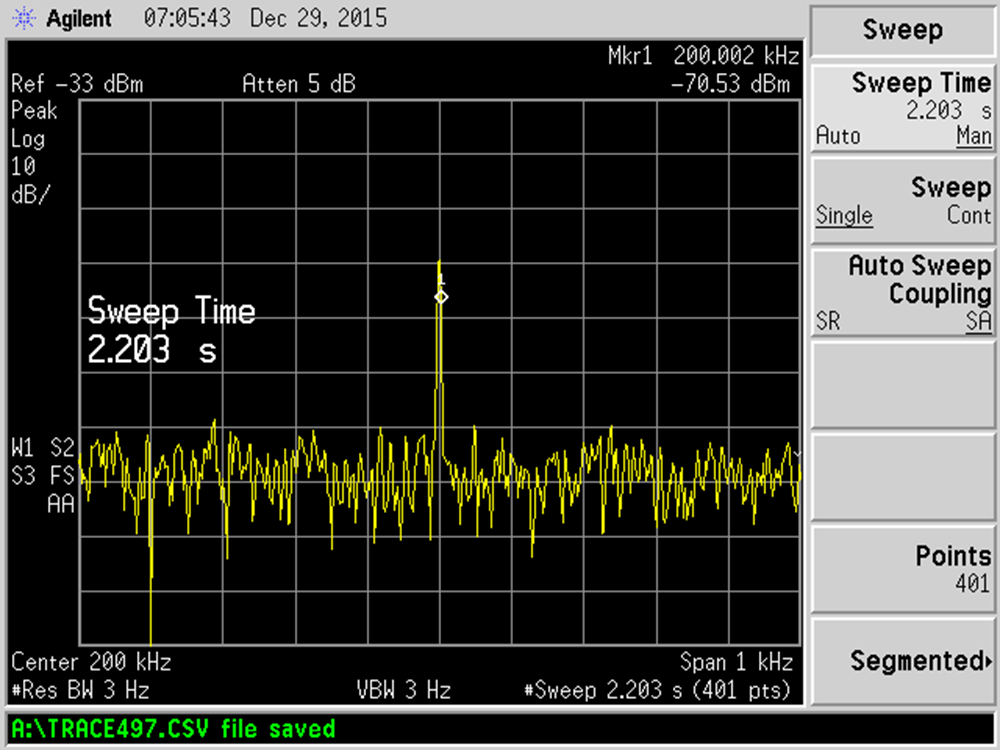 Agilent 07:05:43 Dec 29, 2015
Mkr1 200.002 kHz
Ref -33 dBm Atten 5 dB -70.53 dBm
Peak
Log
10
dB/
1
Sweep Time
2.203 s
W1 S2
S3 FS
AA
Center 200 kHz Span 1 kHz
#Res BW 3 Hz VBW 3 Hz #Sweep 2.203 s (401 pts)
A:\TRACE497.CSV file saved
Sweep
Sweep Time
2.203 s
Auto Man
Sweep
Single Cont
Auto Sweep
Coupling
SR SA
Points
401
Segmented